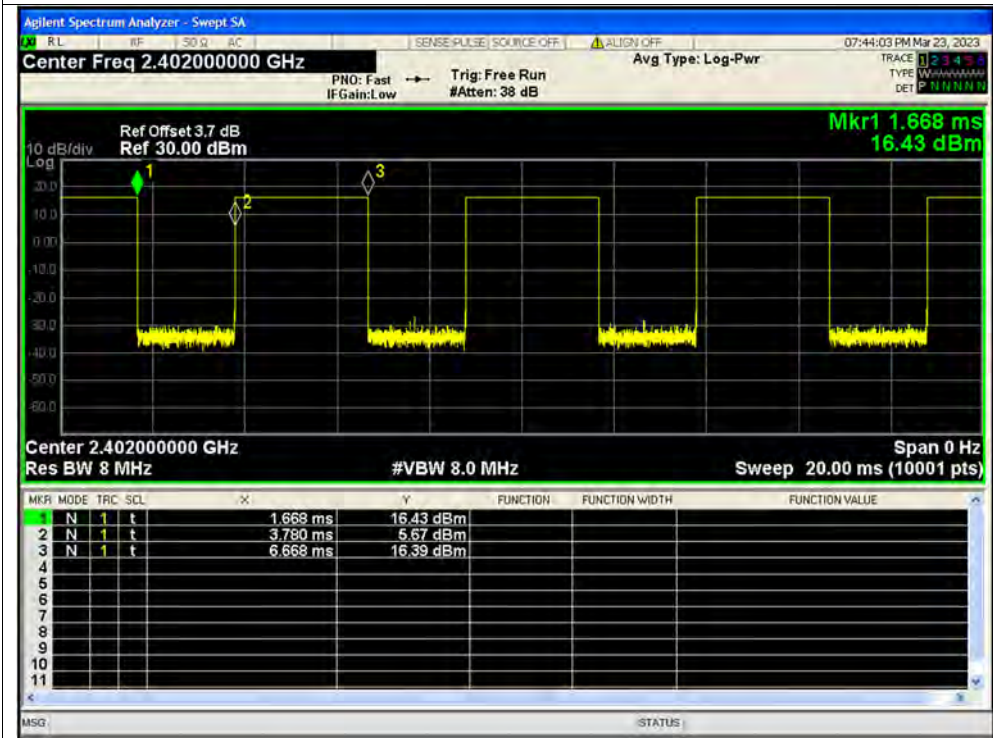 Agilent Spectrum Analyzer - Swept SA
RL RF 50 Ω AC SENSE:PULSE SOURCE OFF ALIGN OFF 07:44:03 PM Mar 23, 2023
Center Freq 2.402000000 GHz Avg Type: Log-Pwr TRACE 1 2 3 4 5 6
PNO: Fast Trig: Free Run TYPE W
IFGain:Low #Atten: 38 dB DET P N N N N N
Mkr1 1.668 ms
Ref Offset 3.7 dB
10 dB/div Ref 30.00 dBm 16.43 dBm
Log
1
3
20.0
2
10.0
0.00
-10.0
-20.0
-30.0
-40.0
-50.0
-60.0
Center 2.402000000 GHz Span 0 Hz
Res BW 8 MHz #VBW 8.0 MHz Sweep 20.00 ms (10001 pts)
MKR MODE TRC SCL X Y FUNCTION FUNCTION WIDTH FUNCTION VALUE
1 N 1 t 1.668 ms 16.43 dBm
2 N 1 t 3.780 ms 5.67 dBm
3 N 1 t 6.668 ms 16.39 dBm
4
5
6
7
8
9
10
11
MSG STATUS